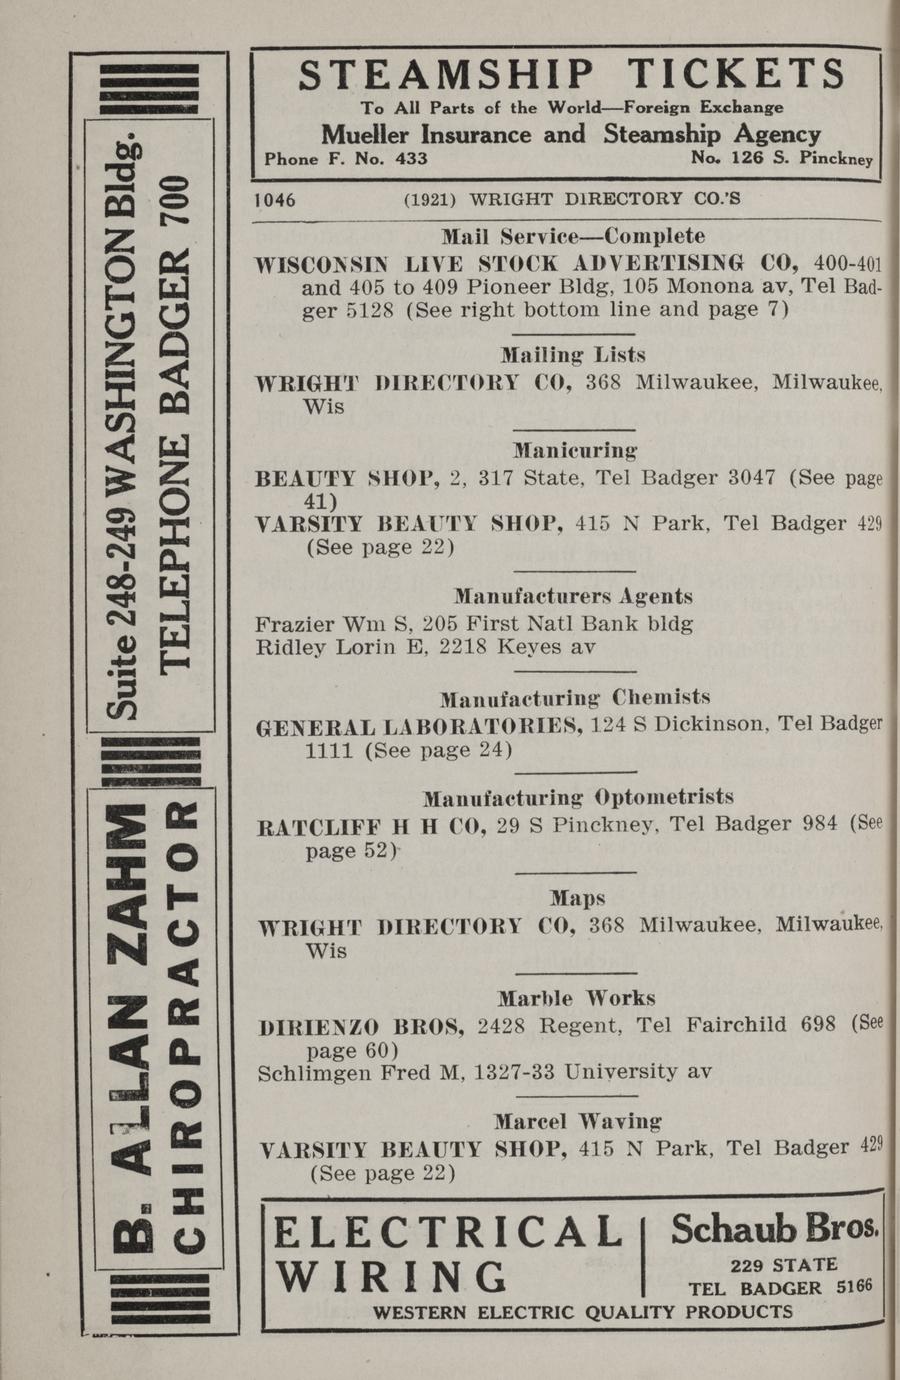 STEAMSHIP TICKETS
To All Parts of the World—Foreign Exchange
Mueller Insurance and Steamship Agency
Phone F. No. 433 No. 126 S. Pinckney
1046 (1921) WRIGHT DIRECTORY CO.'S
Mail Service—Complete
WISCONSIN LIVE STOCK ADVERTISING CO, 400-401
and 405 to 409 Pioneer Bldg, 105 Monona av, Tel Bad-
ger 5128 (See right bottom line and page 7)
Mailing Lists
WRIGHT DIRECTORY CO, 368 Milwaukee, Milwaukee,
Wis
Manicuring
BEAUTY SHOP, 2, 317 State, Tel Badger 3047 (See page
41)
VARSITY BEAUTY SHOP, 415 N Park, Tel Badger 429
(See page 22)
Manufacturers Agents
Frazier Wm S, 205 First Natl Bank bldg
Ridley Lorin E, 2218 Keyes av
Manufacturing Chemists
GENERAL LABORATORIES, 124 S Dickinson, Tel Badger
1111 (See page 24)
Manufacturing Optometrists
RATCLIFF H H CO, 29 S Pinckney, Tel Badger 984 (See
page 52)
Maps
WRIGHT DIRECTORY CO, 368 Milwaukee, Milwaukee,
Wis
Marble Works
DIRIENZO BROS, 2428 Regent, Tel Fairchild 698 (See
page 60)
Schlimgen Fred M, 1327-33 University av
Marcel Waving
VARSITY BEAUTY SHOP, 415 N Park, Tel Badger 429
(See page 22)
ELECTRICAL
WIRING
Schaub Bros.
229 STATE
TEL BADGER 5166
WESTERN ELECTRIC QUALITY PRODUCTS
B. ALLAN ZAHM
CHIROPRACTOR
Suite 248-249 WASHINGTON Bldg.
TELEPHONE BADGER 700